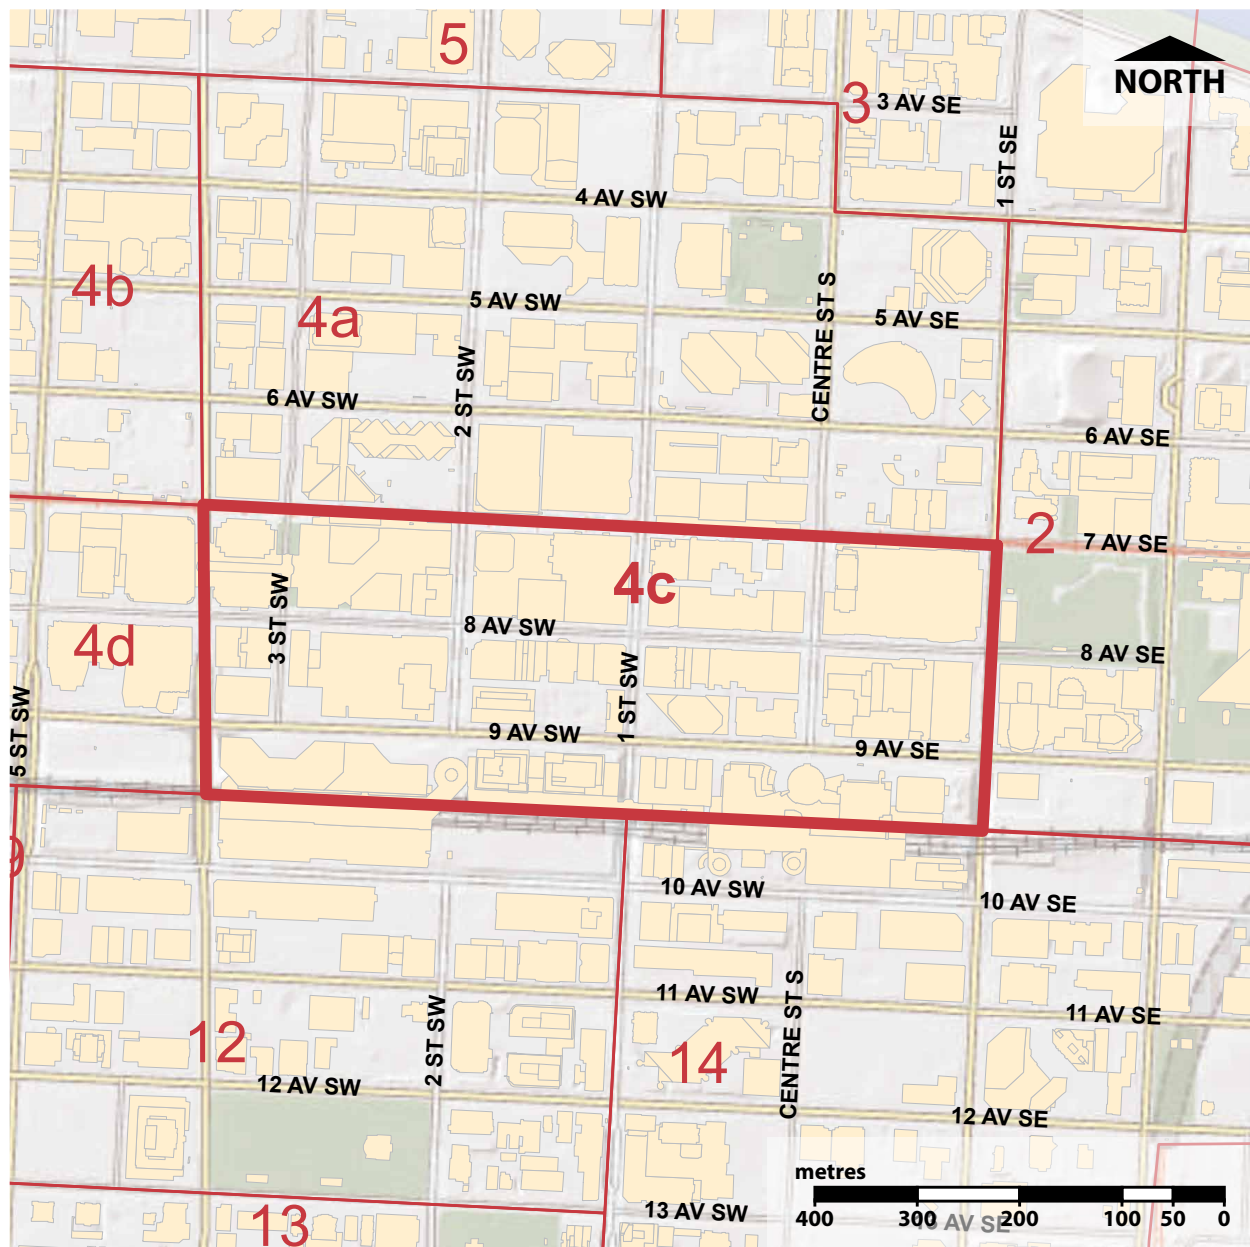 5
NORTH
3
3 AV SE
1 ST SE
4 AV SW
4b
4a
5 AV SW
CENTRE ST S
5 AV SE
2 ST SW
6 AV SW
6 AV SE
2
7 AV SE
4c
3 ST SW
8 AV SW
4d
8 AV SE
1 ST SW
5 ST SW
9 AV SW
9 AV SE
9
10 AV SW
10 AV SE
11 AV SW
CENTRE ST S
11 AV SE
2 ST SW
12
14
12 AV SW
12 AV SE
metres
13 AV SW
13
400 300 200 100 50 0
AV SE